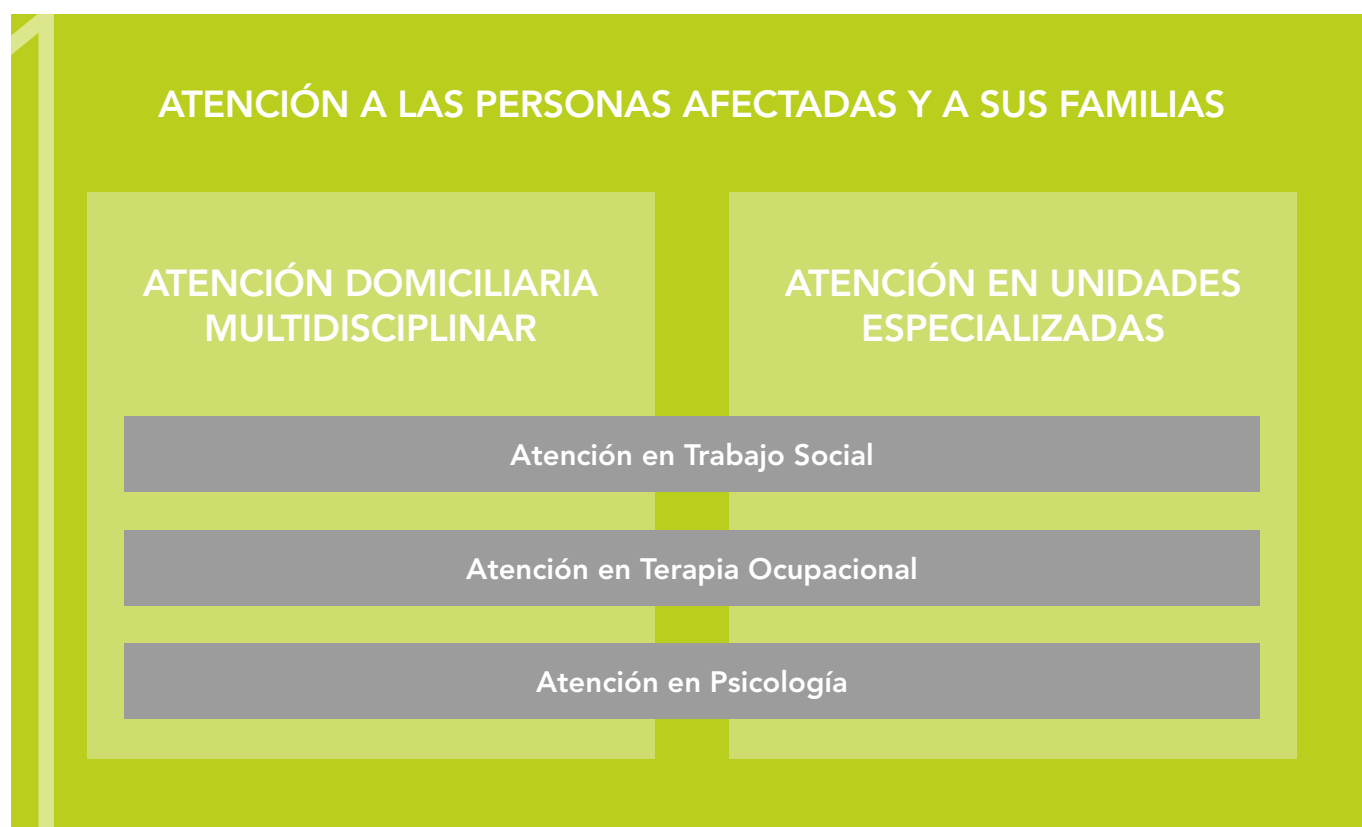 1
ATENCIÓN A LAS PERSONAS AFECTADAS Y A SUS FAMILIAS
ATENCIÓN DOMICILIARIA
MULTIDISCIPLINAR
ATENCIÓN EN UNIDADES
ESPECIALIZADAS
Atención en Trabajo Social
Atención en Terapia Ocupacional
Atención en Psicología